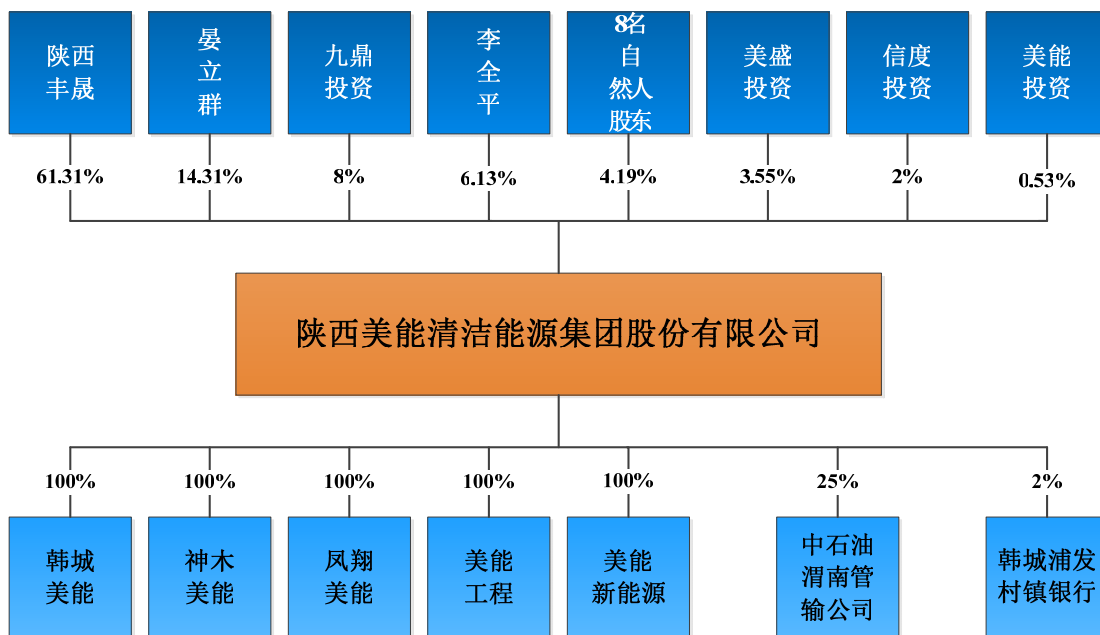 陕西
丰晟
晏
立
群
九鼎
投资
李
全
平
8名
自
然人
股东
美盛
投资
信度
投资
美能
投资
61.31%
14.31%
8%
6.13%
4.19%
3.55%
2%
0.53%
陕西美能清洁能源集团股份有限公司
100%
100%
100%
100%
100%
25%
2%
韩城
美能
神木
美能
凤翔
美能
美能
工程
美能
新能源
中石油
渭南管
输公司
韩城浦发
村镇银行